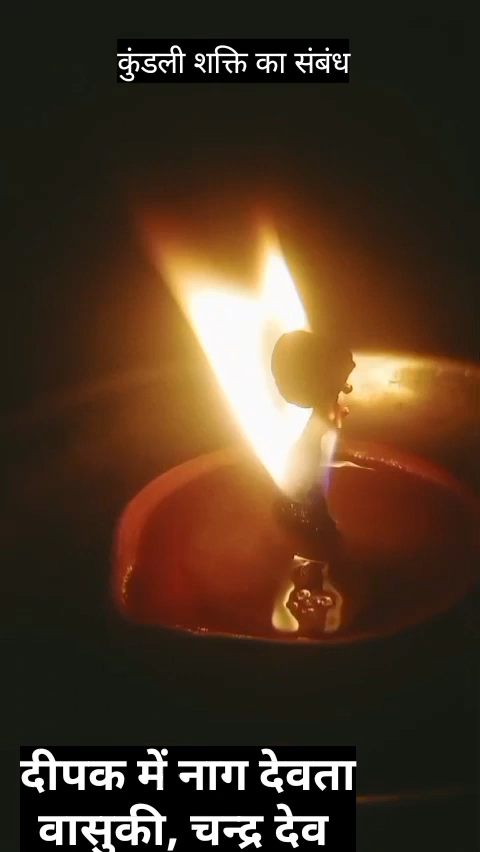 कुंडली शक्ति का संबंध
दीपक में नाग देवता
वासुकी, चन्द्र देव